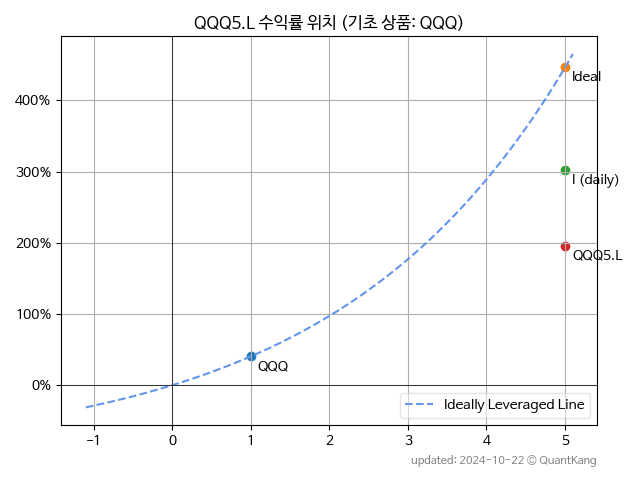 QQQ5.L 수익률 위치 (기초 상품: QQQ)
400%
300%
200%
100%
0%
Ideal
I (daily)
QQQ5.L
QQQ
Ideally Leveraged Line
−1
0
1
2
3
4
5
updated: 2024-10-22 © QuantKang